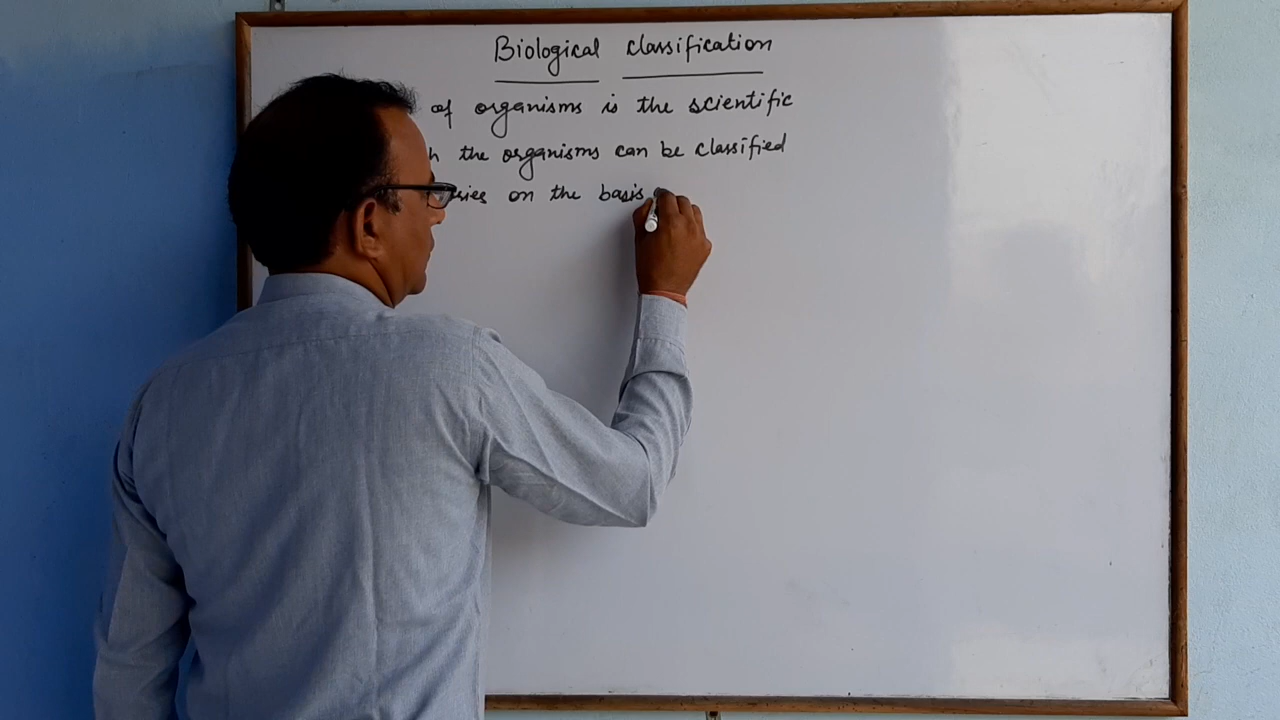 Biological classification
of organisms is the scientific
the organisms can be classified
on the basis